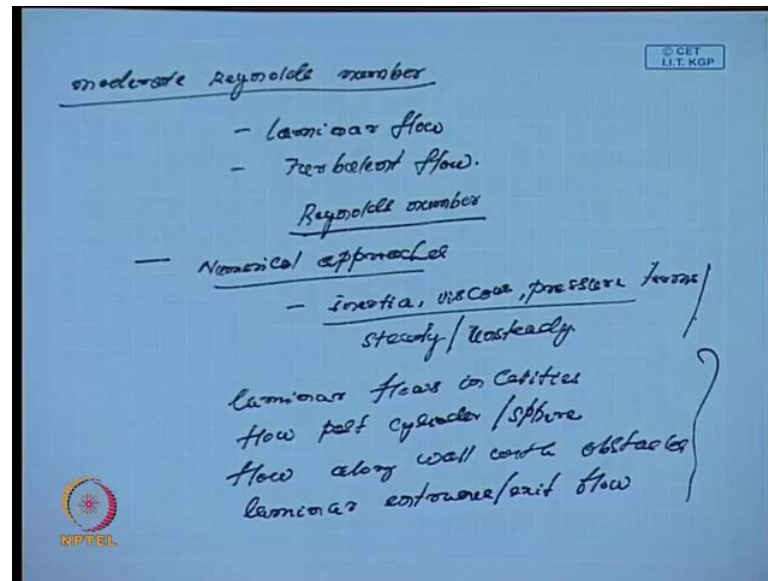 © CET
I.I.T. KGP
moderate Reynolds number
- laminar flow
- Turbulent flow.
Reynolds number
— Numerical approaches
- inertia, viscous, pressure terms
steady/unsteady
laminar flows in cavities
flow past cylinder/sphere
flow along wall with obstacles
laminar entrance/exit flow
NPTEL